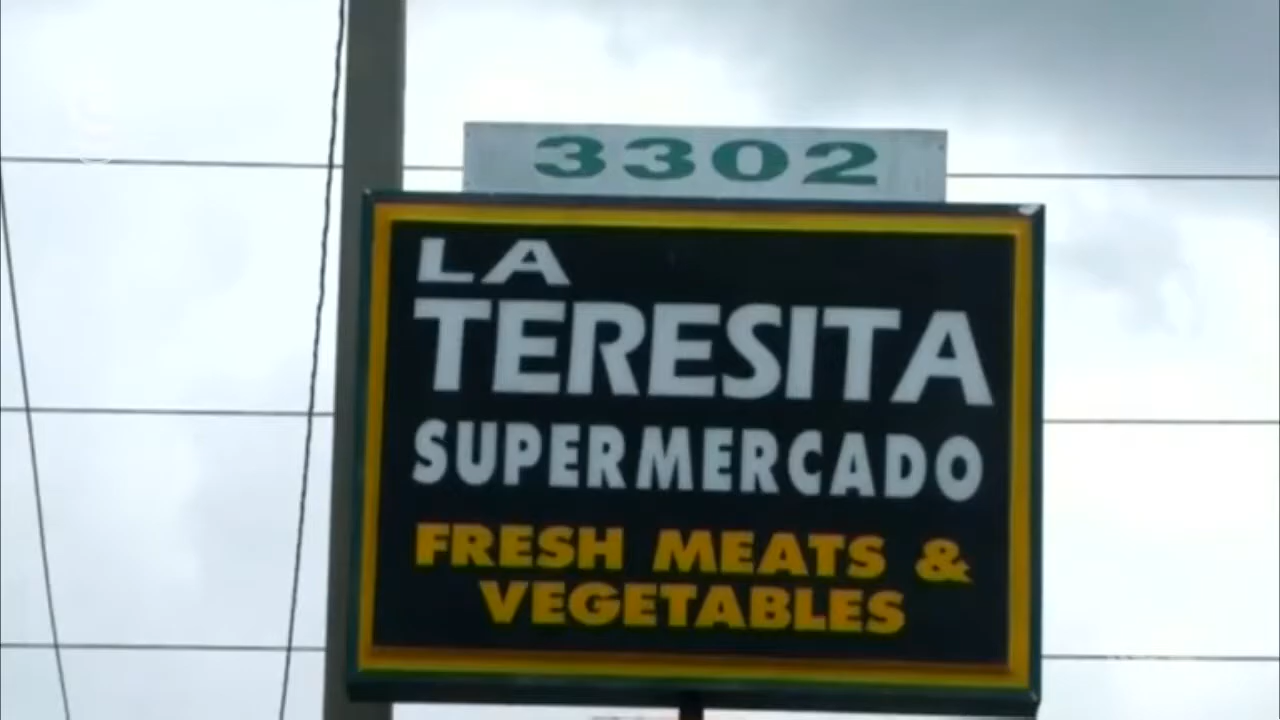 3302
LA
TERESITA
SUPERMERCADO
FRESH MEATS &
VEGETABLES